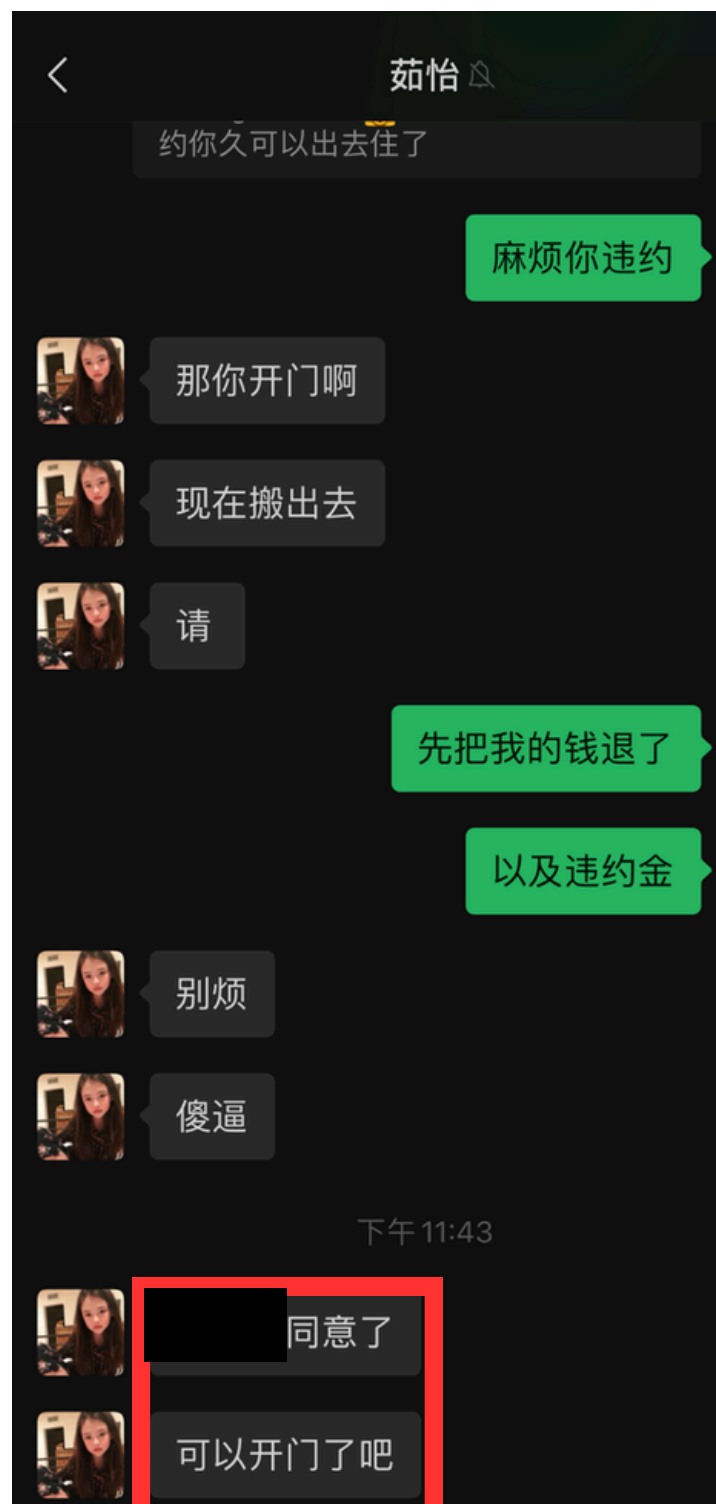 茹怡
约你久可以出去住了
麻烦你违约
那你开门啊
现在搬出去
请
先把我的钱退了
以及违约金
别烦
傻逼
下午 11:43
同意了
可以开门了吧